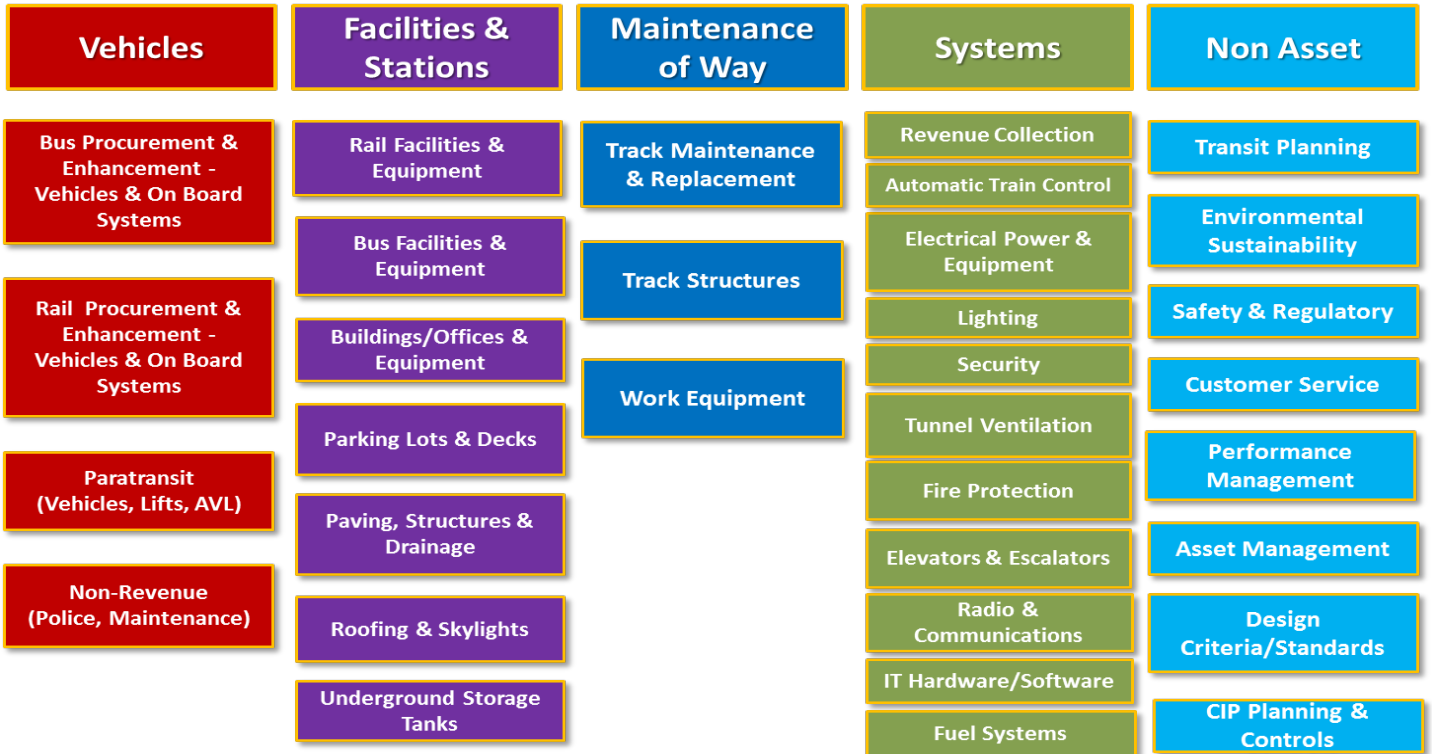 Vehicles
Bus Procurement &
Enhancement -
Vehicles & On Board
Systems
Rail Procurement &
Enhancement -
Vehicles & On Board
Systems
Paratransit
(Vehicles, Lifts, AVL)
Non-Revenue
(Police, Maintenance)
Facilities &
Stations
Rail Facilities &
Equipment
Bus Facilities &
Equipment
Buildings/Offices &
Equipment
Parking Lots & Decks
Paving, Structures &
Drainage
Roofing & Skylights
Underground Storage
Tanks
Maintenance
of Way
Track Maintenance
& Replacement
Track Structures
Work Equipment
Systems
Revenue Collection
Automatic Train Control
Electrical Power &
Equipment
Lighting
Security
Tunnel Ventilation
Fire Protection
Elevators & Escalators
Radio &
Communications
IT Hardware/Software
Fuel Systems
Non Asset
Transit Planning
Environmental
Sustainability
Safety & Regulatory
Customer Service
Performance
Management
Asset Management
Design
Criteria/Standards
CIP Planning &
Controls